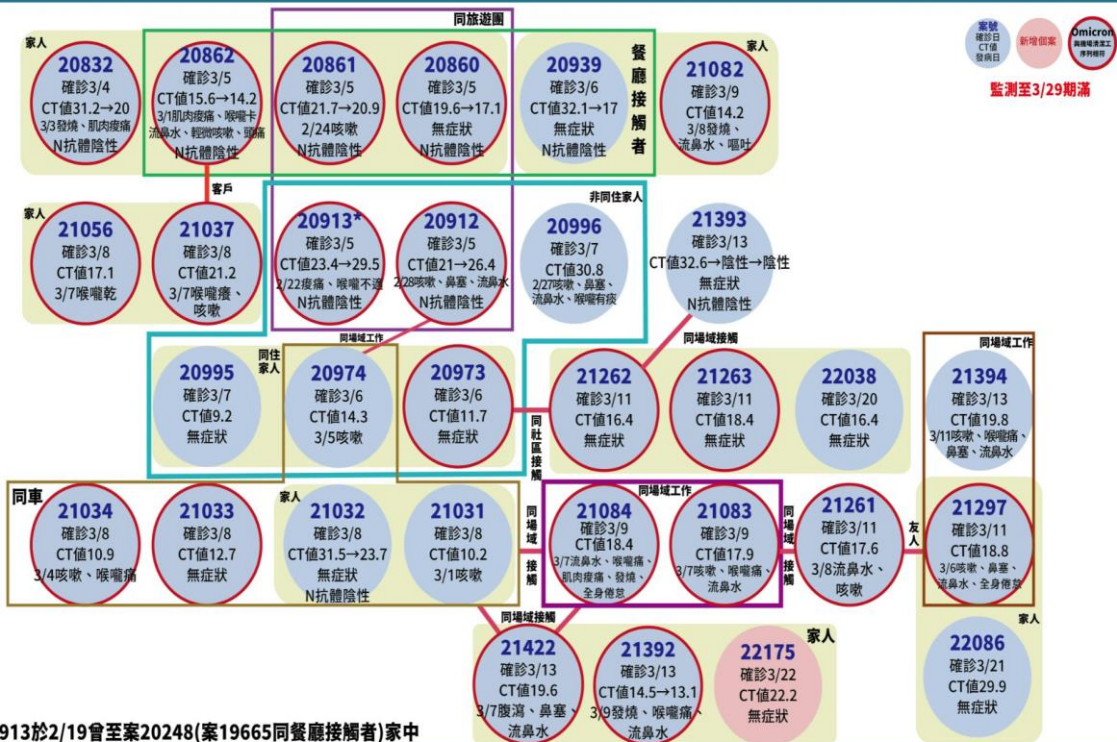 同旅遊團
案號
確診日
CT值
發病日
新增個案
Omicron
與機場清潔工
序列相符
監測至3/29期滿
家人
20832
確診3/4
CT值31.2→20
3/3發燒、肌肉痠痛
N抗體陰性
20862
確診3/5
CT值15.6→14.2
3/1肌肉痠痛、喉嚨卡
流鼻水、輕微咳嗽、頭痛
N抗體陰性
20861
確診3/5
CT值21.7→20.9
2/24咳嗽
N抗體陰性
20860
確診3/5
CT值19.6→17.1
無症狀
N抗體陰性
20939
確診3/6
CT值32.1→17
無症狀
N抗體陰性
餐廳接觸者
家人
21082
確診3/9
CT值14.2
3/8發燒、
流鼻水、嘔吐
客戶
家人
21056
確診3/8
CT值17.1
3/7喉嚨乾
21037
確診3/8
CT值21.2
3/7喉嚨癢、
咳嗽
20913*
確診3/5
CT值23.4→29.5
2/22痠痛、喉嚨不適
N抗體陰性
20912
確診3/5
CT值21→26.4
2/28咳嗽、鼻塞、流鼻水
N抗體陰性
非同住家人
20996
確診3/7
CT值30.8
2/27咳嗽、鼻塞、
流鼻水、喉嚨有痰
21393
確診3/13
CT值32.6→陰性→陰性
無症狀
N抗體陰性
同場域工作
同場域接觸
同場域工作
20995
確診3/7
CT值9.2
無症狀
同住
家人
20974
確診3/6
CT值14.3
3/5咳嗽
20973
確診3/6
CT值11.7
無症狀
同社區接觸
21262
確診3/11
CT值16.4
無症狀
21263
確診3/11
CT值18.4
無症狀
22038
確診3/20
CT值16.4
無症狀
21394
確診3/13
CT值19.8
3/11咳嗽、喉嚨痛、
鼻塞、流鼻水
同車
21034
確診3/8
CT值10.9
3/4咳嗽、喉嚨痛
21033
確診3/8
CT值12.7
無症狀
家人
21032
確診3/8
CT值31.5→23.7
無症狀
N抗體陰性
21031
確診3/8
CT值10.2
3/1咳嗽
同場域接觸
同場域工作
21084
確診3/9
CT值18.4
3/7流鼻水、喉嚨痛、
肌肉痠痛、發燒、
全身倦怠
21083
確診3/9
CT值17.9
3/7咳嗽、喉嚨痛、
流鼻水
同場域接觸
21261
確診3/11
CT值17.6
3/8流鼻水、
咳嗽
友人
21297
確診3/11
CT值18.8
3/6咳嗽、鼻塞、
流鼻水、全身倦怠
同場域接觸
21422
確診3/13
CT值19.6
3/7腹瀉、鼻塞、
流鼻水
21392
確診3/13
CT值14.5→13.1
3/9發燒、喉嚨痛、
流鼻水
22175
確診3/22
CT值22.2
無症狀
家人
家人
22086
確診3/21
CT值29.9
無症狀
913於2/19曾至案20248(案19665同餐廳接觸者)家中